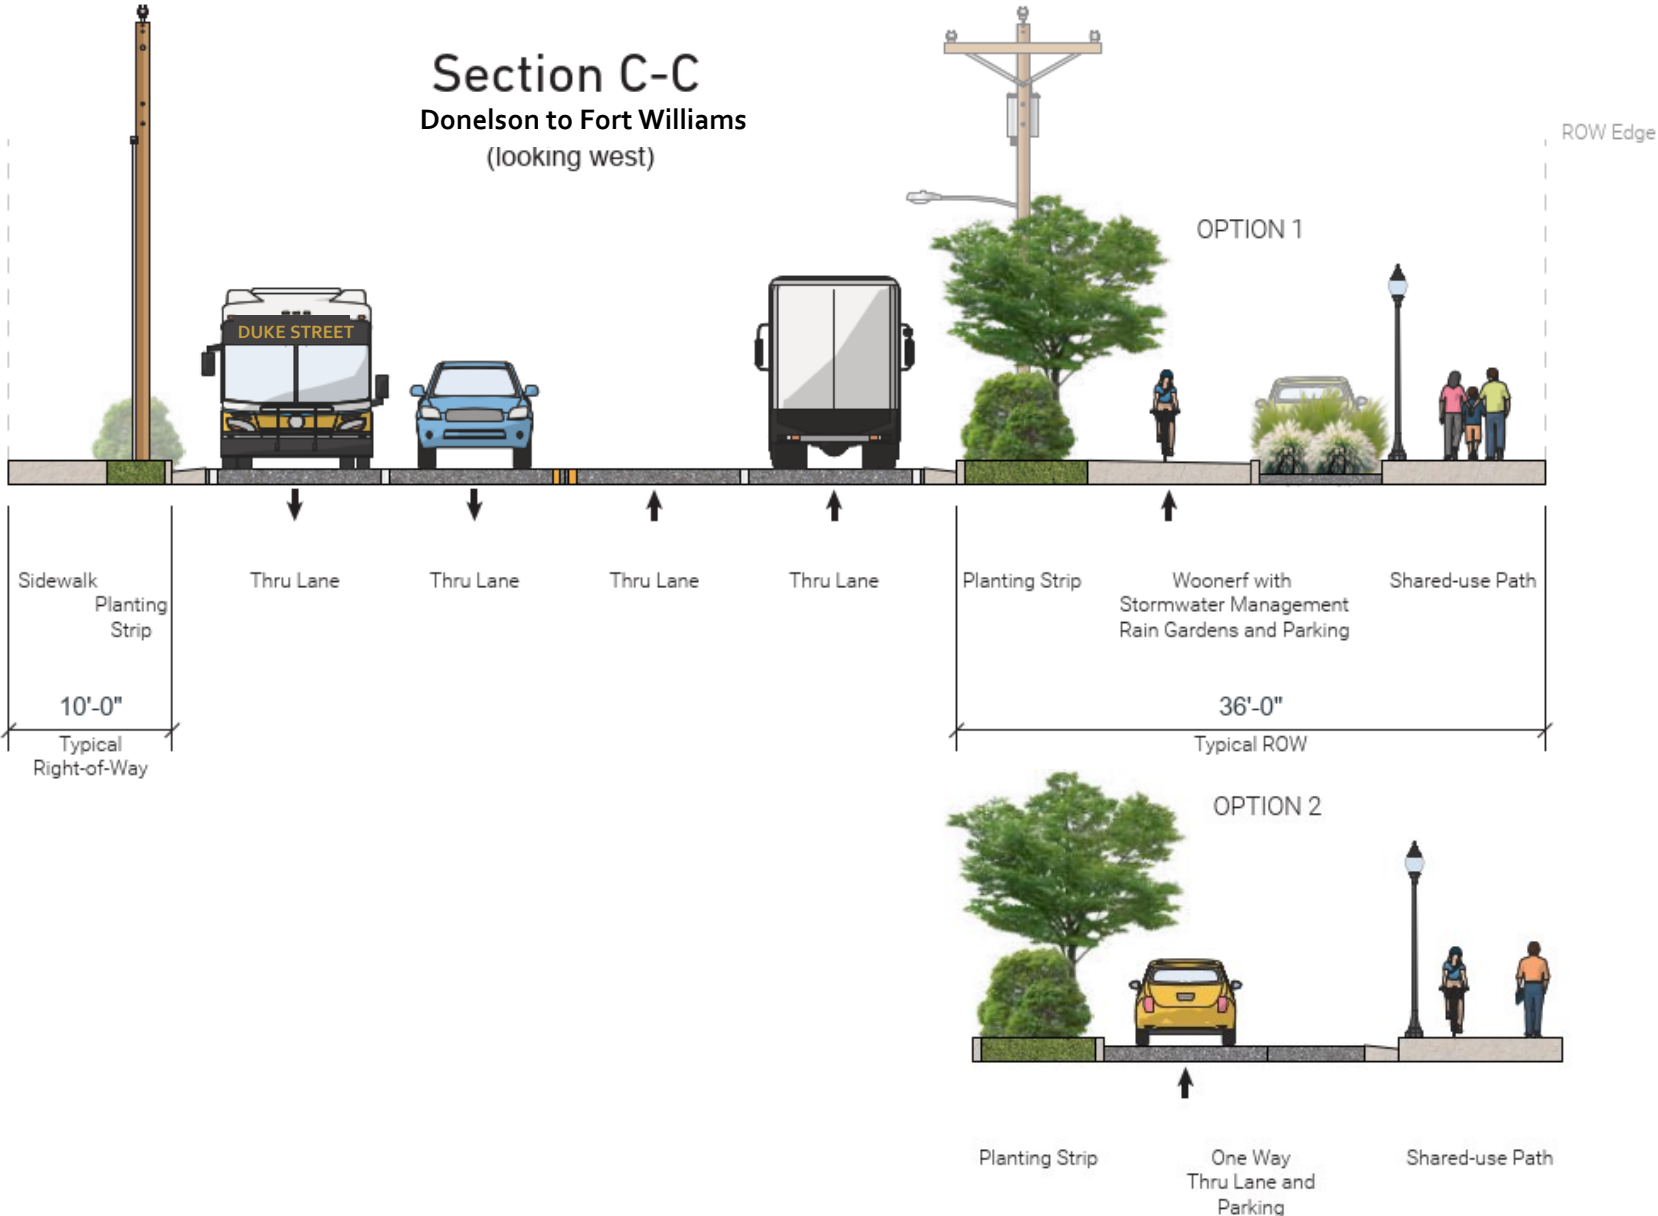 Section C-C
Donelson to Fort Williams
(looking west)
ROW Edge
OPTION 1
DUKE STREET
Sidewalk
Planting
Strip
Thru Lane
Thru Lane
Thru Lane
Thru Lane
Planting Strip
Woonerf with
Stormwater Management
Rain Gardens and Parking
Shared-use Path
10'-0"
Typical
Right-of-Way
36'-0"
Typical ROW
OPTION 2
Planting Strip
One Way
Thru Lane and
Parking
Shared-use Path